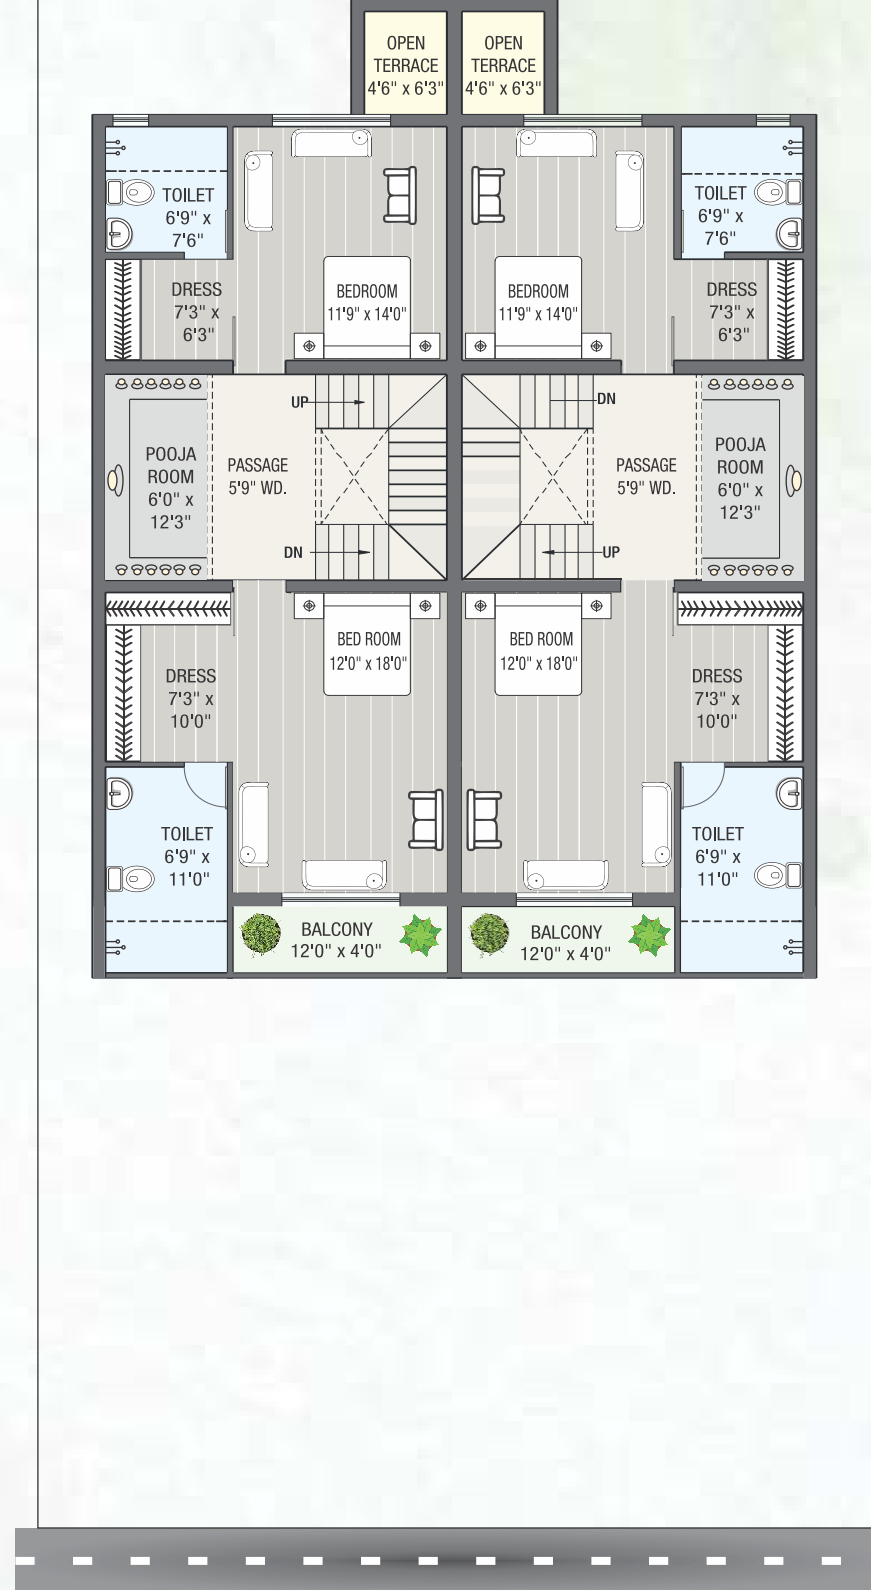 OPEN
TERRACE
4'6" x 6'3"
OPEN
TERRACE
4'6" x 6'3"
TOILET
6'9" x
7'6"
TOILET
6'9" x
7'6"
DRESS
7'3" x
6'3"
BEDROOM
11'9" x 14'0"
BEDROOM
11'9" x 14'0"
DRESS
7'3" x
6'3"
UP
DN
POOJA
ROOM
6'0" x
12'3"
PASSAGE
5'9" WD.
PASSAGE
5'9" WD.
POOJA
ROOM
6'0" x
12'3"
DN
UP
DRESS
7'3" x
10'0"
BED ROOM
12'0" x 18'0"
BED ROOM
12'0" x 18'0"
DRESS
7'3" x
10'0"
TOILET
6'9" x
11'0"
TOILET
6'9" x
11'0"
BALCONY
12'0" x 4'0"
BALCONY
12'0" x 4'0"